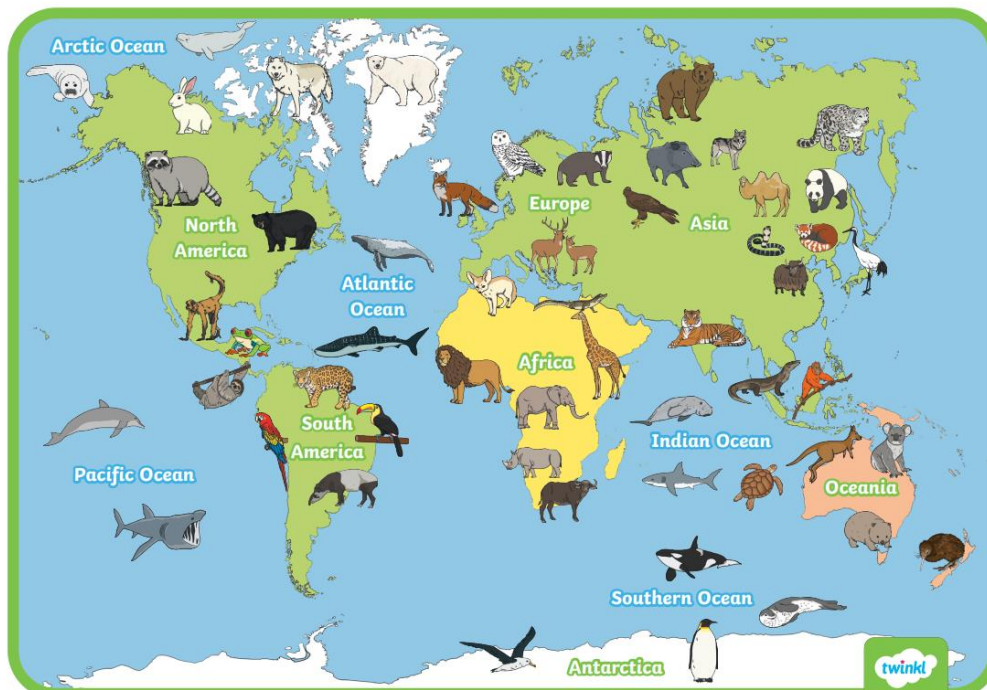 Arctic Ocean
North
America
Europe
Asia
Atlantic
Ocean
Africa
South
America
Pacific Ocean
Indian Ocean
Oceania
Southern Ocean
Antarctica
twinkl